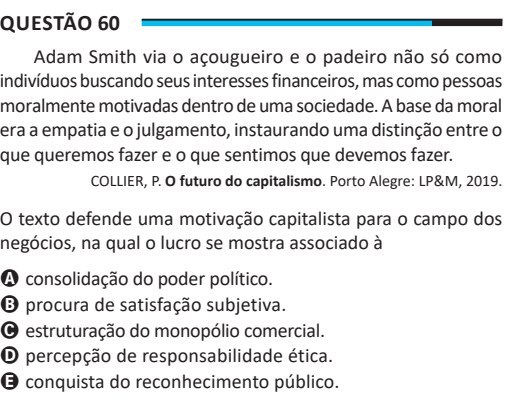 QUESTÃO 60
Adam Smith via o açougueiro e o padeiro não só como
indivíduos buscando seus interesses financeiros, mas como pessoas
moralmente motivadas dentro de uma sociedade. A base da moral
era a empatia e o julgamento, instaurando uma distinção entre o
que queremos fazer e o que sentimos que devemos fazer.
COLLIER, P. O futuro do capitalismo. Porto Alegre: LP&M, 2019.
O texto defende uma motivação capitalista para o campo dos
negócios, na qual o lucro se mostra associado à
A consolidação do poder político.
B procura de satisfação subjetiva.
C estruturação do monopólio comercial.
D percepção de responsabilidade ética.
E conquista do reconhecimento público.